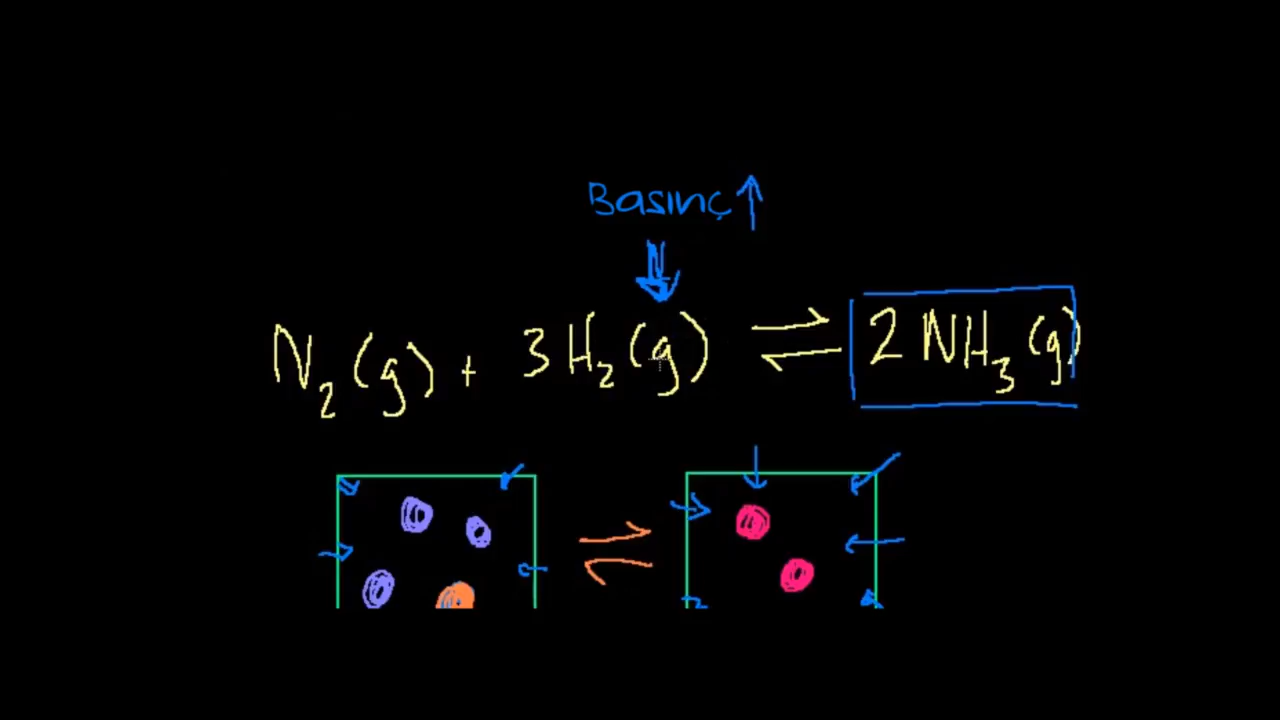 Basınç ↑
N₂(g) + 3H₂(g) ⇌ 2NH₃(g)